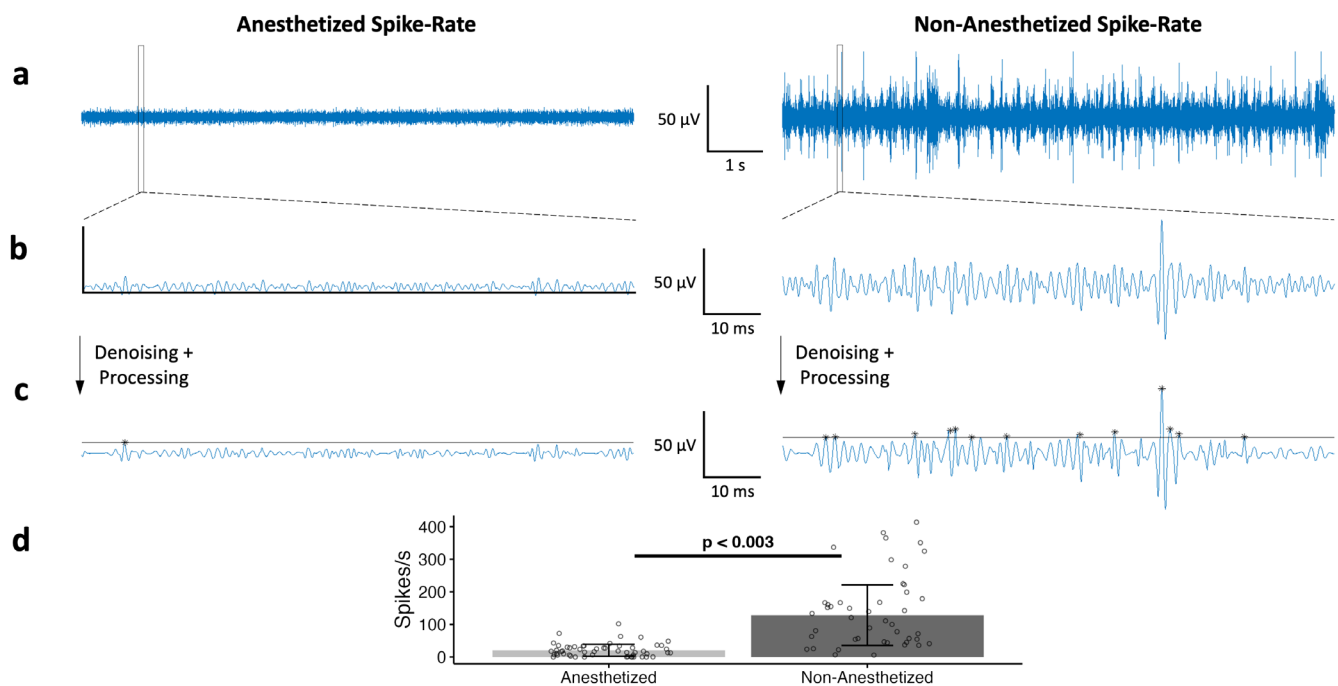 Anesthetized Spike-Rate
Non-Anesthetized Spike-Rate
a
50 µV
1 s
b
50 µV
10 ms
Denoising +
Processing
Denoising +
Processing
c
50 µV
10 ms
d
Spikes/s
400
300
200
100
0
p < 0.003
Anesthetized
Non-Anesthetized